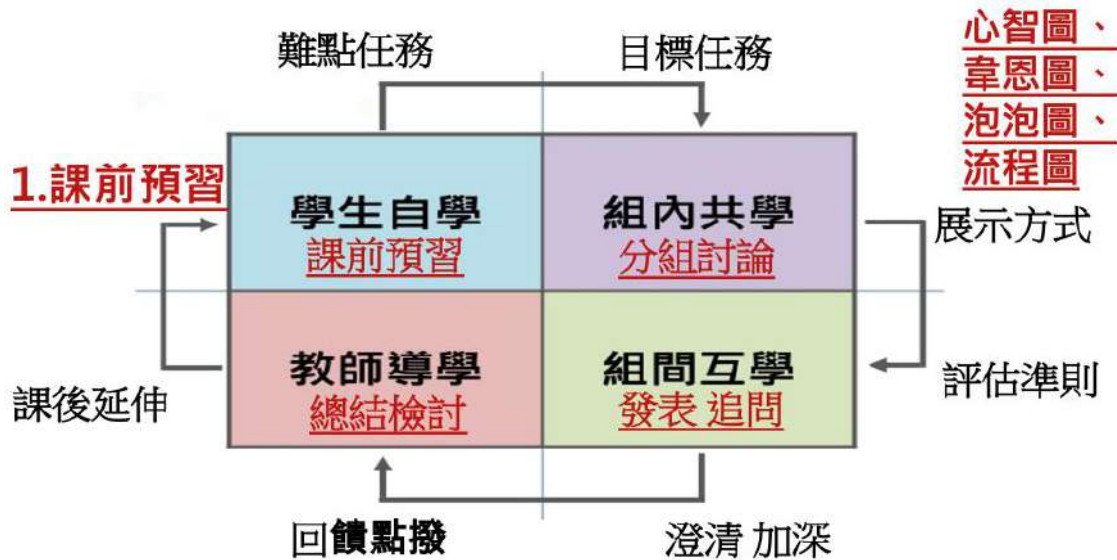 難點任務
目標任務
心智圖、
韋恩圖、
泡泡圖、
流程圖
1.課前預習
學生自學
課前預習
組內共學
分組討論
展示方式
教師導學
總結檢討
組間互學
發表 追問
課後延伸
評估準則
回饋點撥
澄清 加深